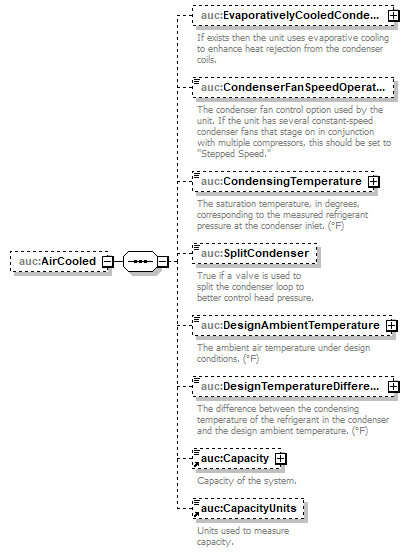 auc:EvaporativelyCooledConde...
If exists then the unit uses evaporative cooling
to enhance heat rejection from the condenser
coils.
auc:CondenserFanSpeedOperat...
The condenser fan control option used by the
unit. If the unit has several constant-speed
condenser fans that stage on in conjunction
with multiple compressors, this should be set to
"Stepped Speed."
auc:CondensingTemperature
The saturation temperature, in degrees,
corresponding to the measured refrigerant
pressure at the condenser inlet. (°F)
auc:AirCooled
auc:SplitCondenser
True if a valve is used to
split the condenser loop to
better control head pressure.
auc:DesignAmbientTemperature
The ambient air temperature under design
conditions. (°F)
auc:DesignTemperatureDiffere...
The difference between the condensing
temperature of the refrigerant in the condenser
and the design ambient temperature. (°F)
auc:Capacity
Capacity of the system.
auc:CapacityUnits
Units used to measure
capacity.